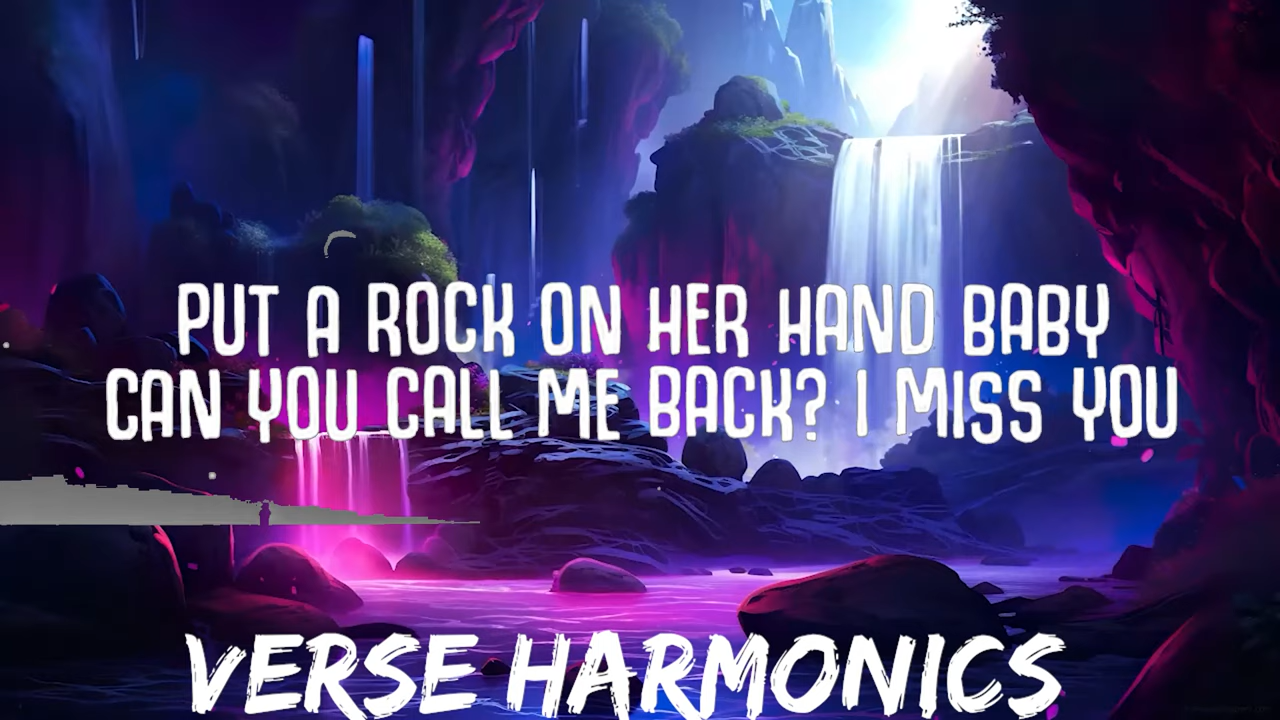 PUT A ROCK ON HER HAND BABY
CAN YOU CALL ME BACK? I MISS YOU
VERSE HARMONICS